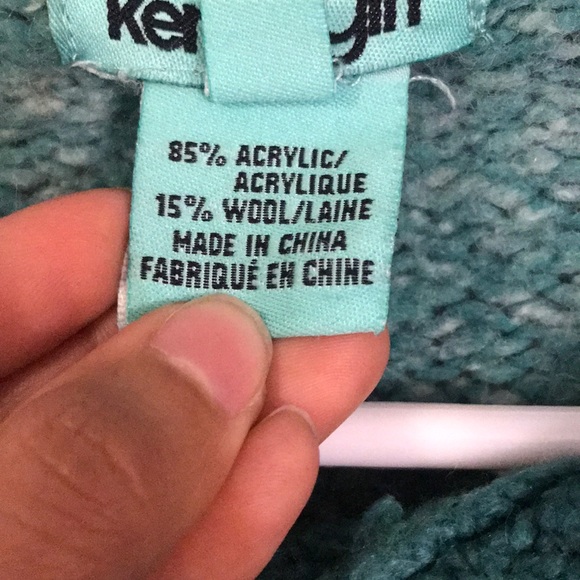 85% ACRYLIC/
ACRYLIQUE
15% WOOL/LAINE
MADE IN CHINA
FABRIQUÉ EN CHINE